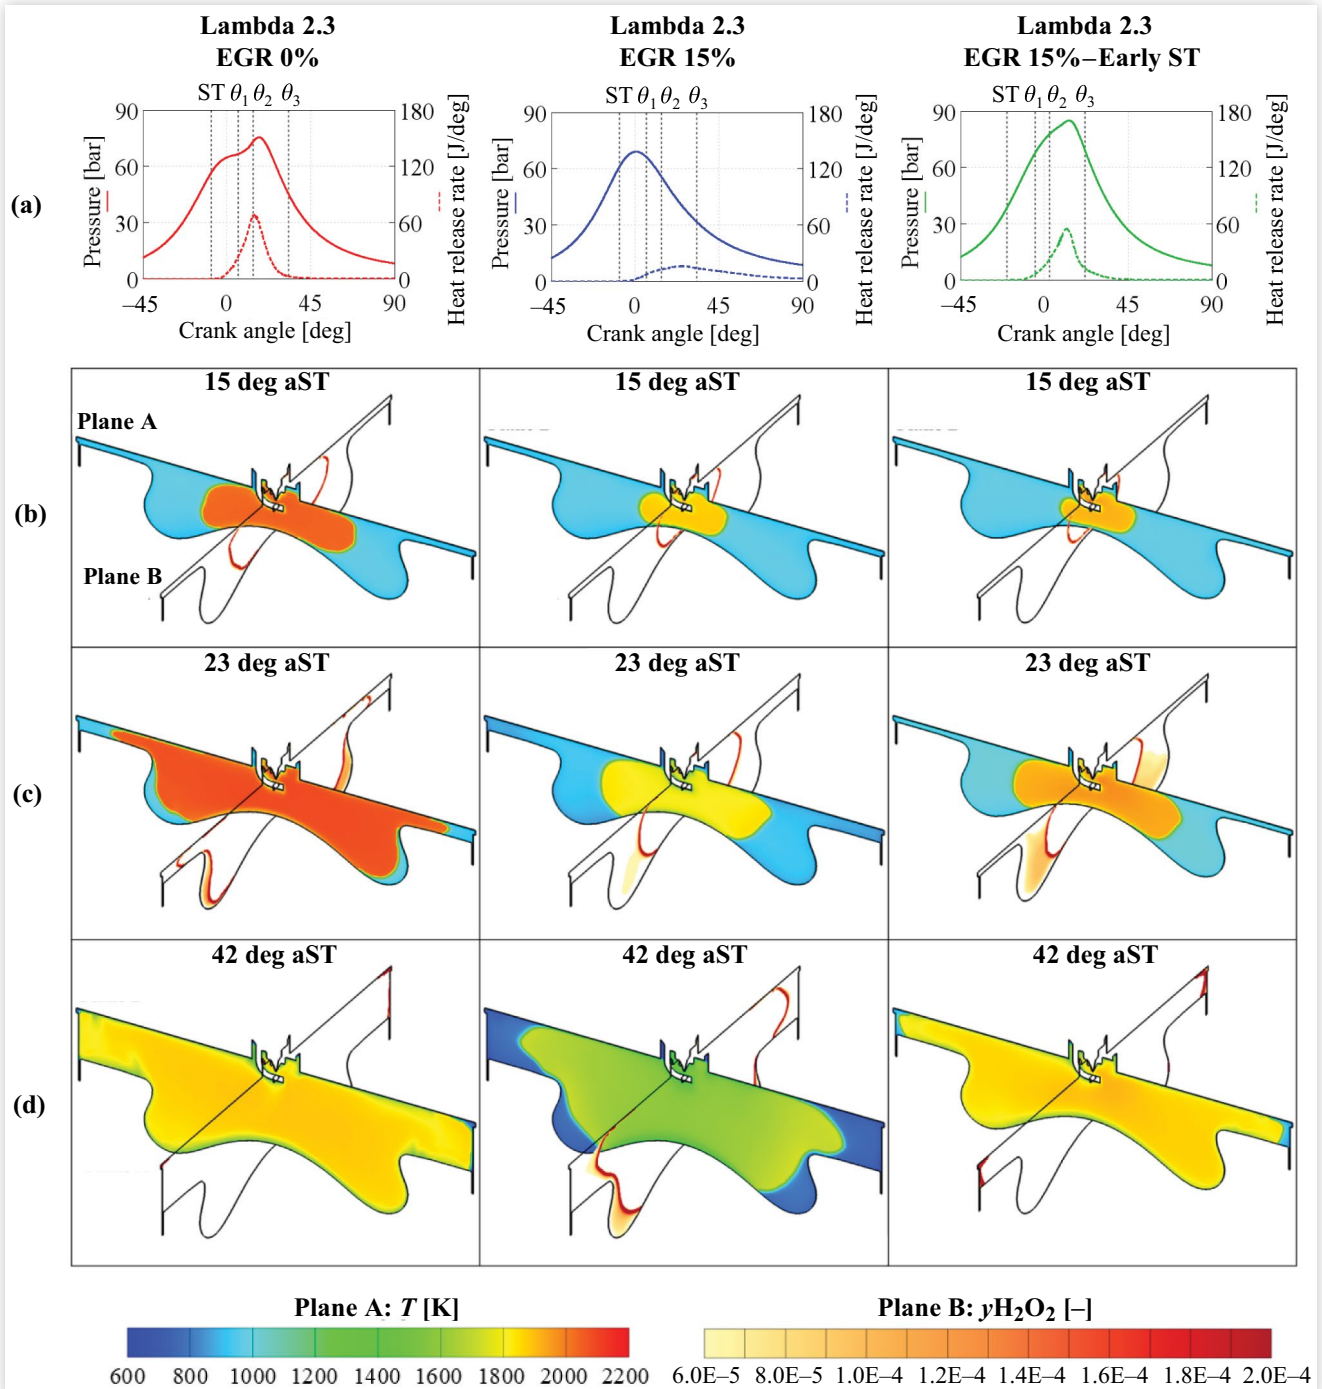 Lambda 2.3
EGR 0%
Lambda 2.3
EGR 15%
Lambda 2.3
EGR 15%–Early ST
(a)
ST θ1 θ2 θ3
90
60
30
0
180
120
60
0
–45 0 45 90
Pressure [bar]
Heat release rate [J/deg]
Crank angle [deg]
ST θ1 θ2 θ3
90
60
30
0
180
120
60
0
–45 0 45 90
Pressure [bar]
Heat release rate [J/deg]
Crank angle [deg]
ST θ1 θ2 θ3
90
60
30
0
180
120
60
0
–45 0 45 90
Pressure [bar]
Heat release rate [J/deg]
Crank angle [deg]
(b)
15 deg aST
Plane A
Plane B
15 deg aST
15 deg aST
(c)
23 deg aST
23 deg aST
23 deg aST
(d)
42 deg aST
42 deg aST
42 deg aST
Plane A: T [K]
600 800 1000 1200 1400 1600 1800 2000 2200
Plane B: yH₂O₂ [–]
6.0E–5 8.0E–5 1.0E–4 1.2E–4 1.4E–4 1.6E–4 1.8E–4 2.0E–4